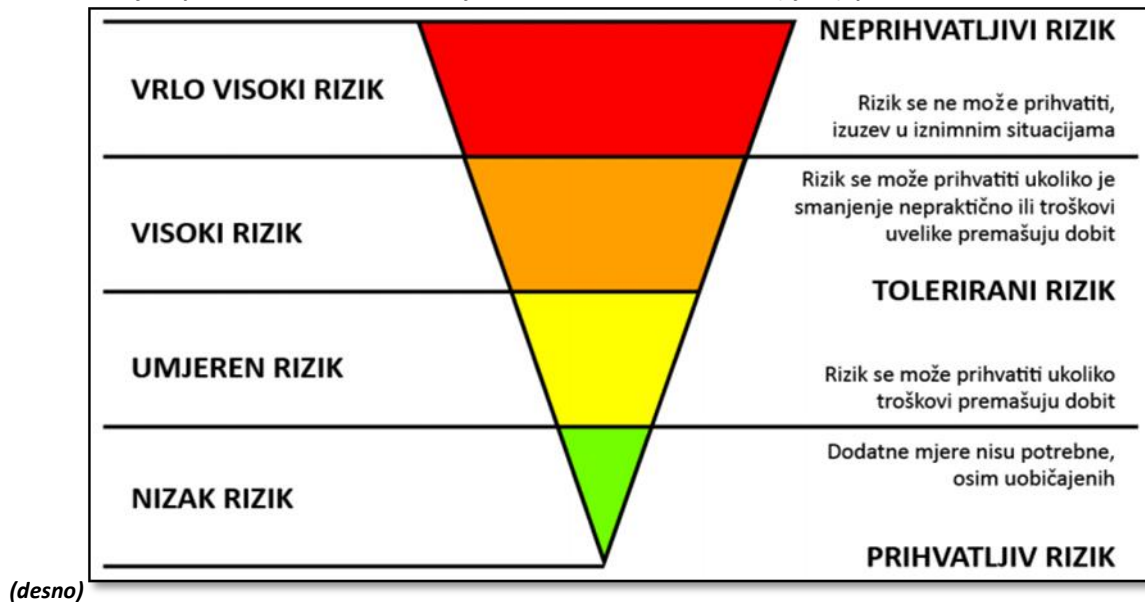 NEPRIHVATLJIVI RIZIK
VRLO VISOKI RIZIK
Rizik se ne može prihvatiti,
izuzev u iznimnim situacijama
Rizik se može prihvatiti ukoliko je
smanjenje nepraktično ili troškovi
uvelike premašuju dobit
VISOKI RIZIK
TOLERIRANI RIZIK
UMJEREN RIZIK
Rizik se može prihvatiti ukoliko
troškovi premašuju dobit
Dodatne mjere nisu potrebne,
osim uobičajenih
NIZAK RIZIK
PRIHVATLJIV RIZIK
(desno)